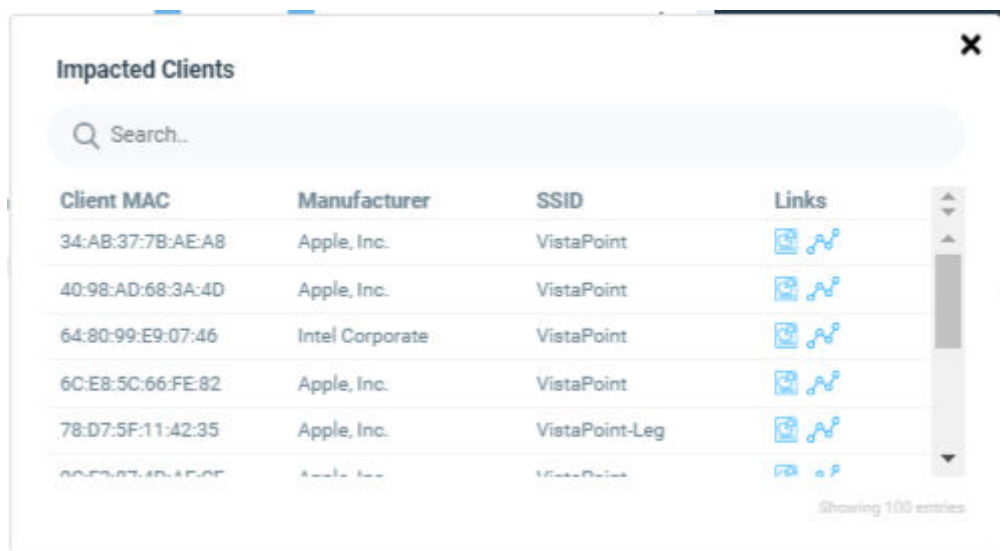 Impacted Clients
Search..
Client MAC Manufacturer SSID Links
34:AB:37:7B:AE:A8 Apple, Inc. VistaPoint
40:98:AD:68:3A:4D Apple, Inc. VistaPoint
64:80:99:E9:07:46 Intel Corporate VistaPoint
6C:E8:5C:66:FE:82 Apple, Inc. VistaPoint
78:D7:5F:11:42:35 Apple, Inc. VistaPoint-Leg
Apple, Inc. VistaPoint
Showing 100 entries